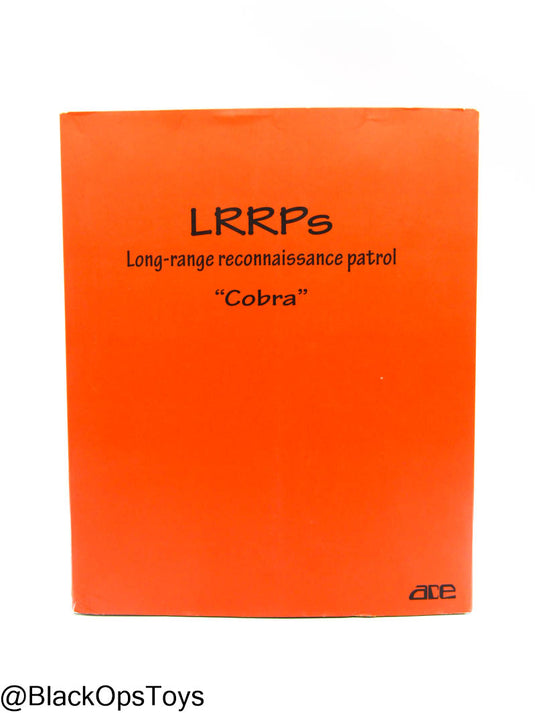 LRRPs
Long-range reconnaissance patrol
“Cobra”
ace
@BlackOpsToys